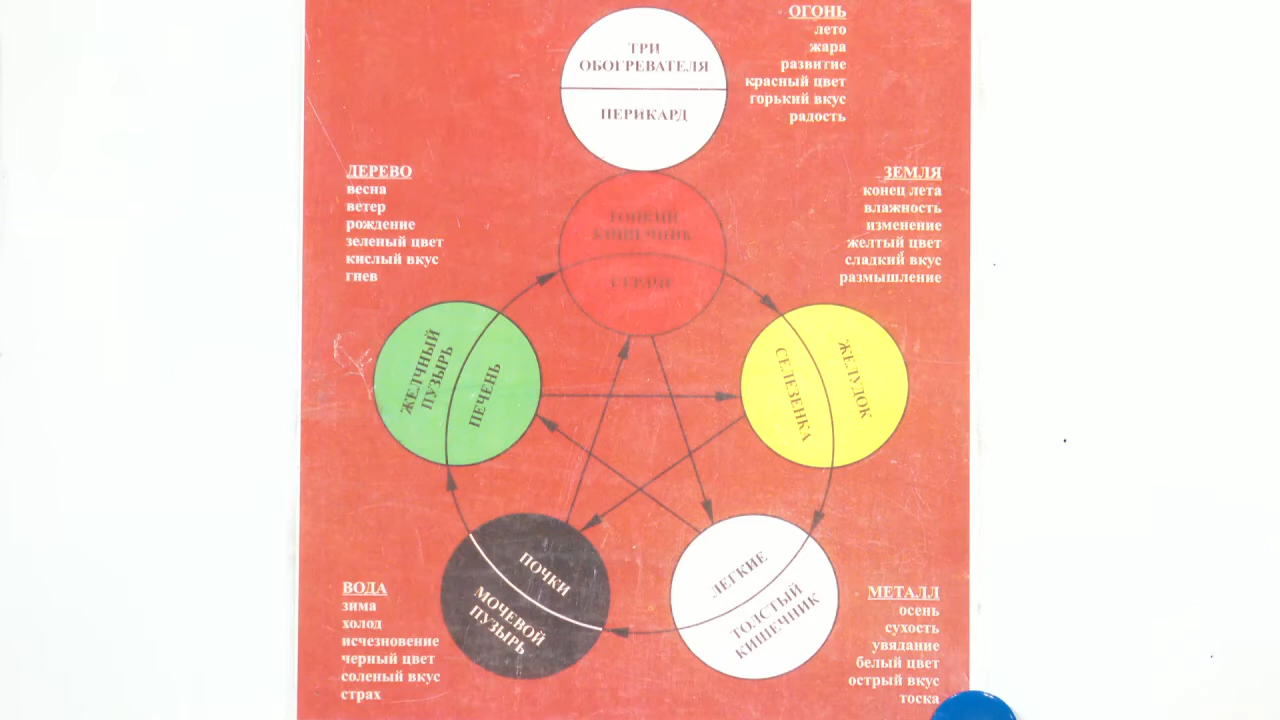 ТРИ
ОБОГРЕВАТЕЛЯ
ПЕРИКАРД
ОГОНЬ
лето
жара
развитие
красный цвет
горький вкус
радость
ДЕРЕВО
весна
ветер
рождение
зеленый цвет
кислый вкус
гнев
ТОНКИЙ
КИШЕЧНИК
СЕРДЦЕ
ЗЕМЛЯ
конец лета
влажность
изменение
желтый цвет
сладкий вкус
размышление
ЖЕЛЧНЫЙ
ПУЗЫРЬ
ПЕЧЕНЬ
СЕЛЕЗЕНКА
ЖЕЛУДОК
ПОЧКИ
МОЧЕВОЙ
ПУЗЫРЬ
ЛЕГКИЕ
ТОЛСТЫЙ
КИШЕЧНИК
ВОДА
зима
холод
исчезновение
черный цвет
соленый вкус
страх
МЕТАЛЛ
осень
сухость
увядание
белый цвет
острый вкус
тоска